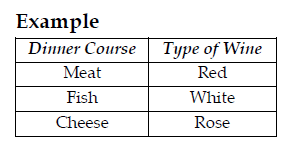 Example
Dinner Course Type of Wine
Meat Red
Fish White
Cheese Rose